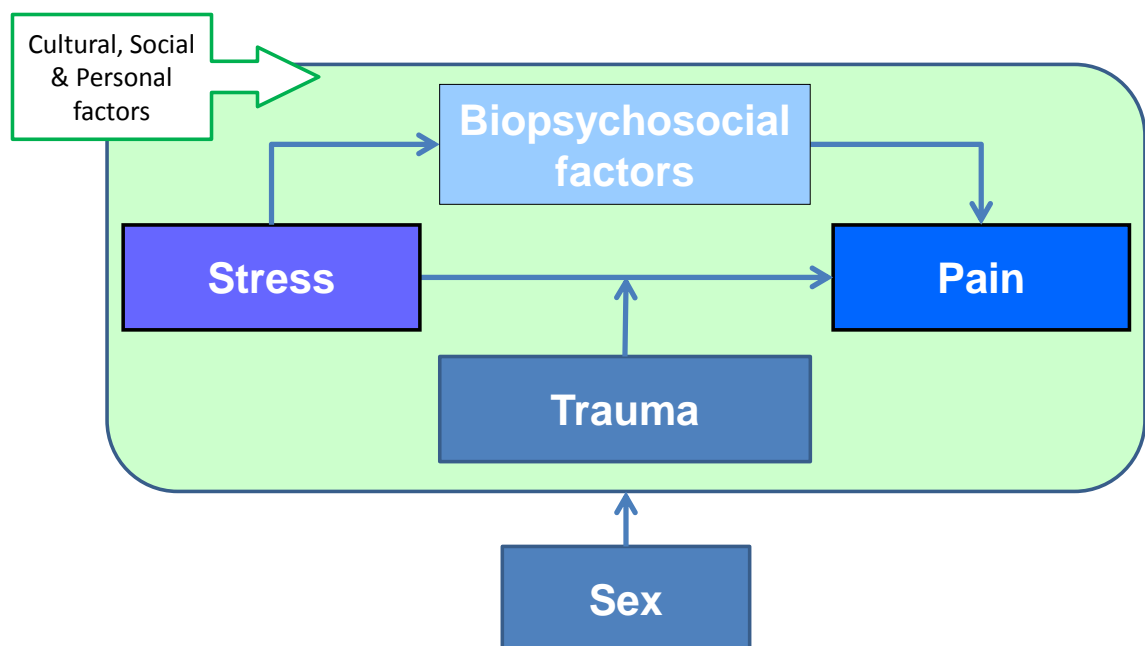 Cultural, Social
& Personal
factors
Biopsychosocial
factors
Stress
Pain
Trauma
Sex